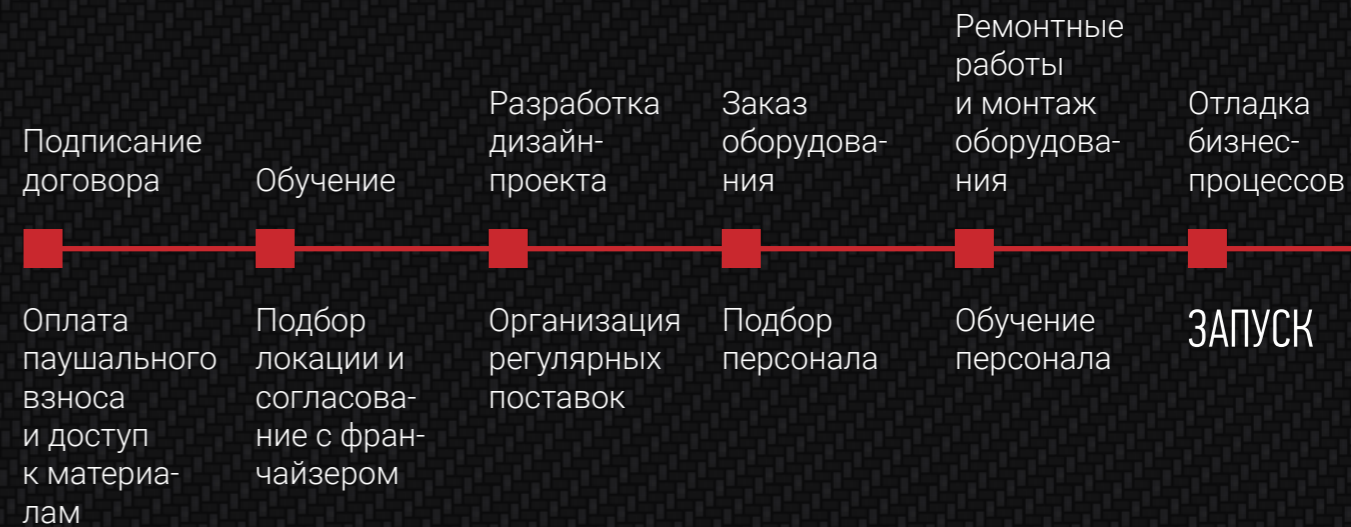 Подписание
договора
Обучение
Разработка
дизайн-
проекта
Заказ
оборудова-
ния
Ремонтные
работы
и монтаж
оборудова-
ния
Отладка
бизнес-
процессов
Оплата
паушального
взноса
и доступ
к материа-
лам
Подбор
локации и
согласова-
ние с фран-
чайзером
Организация
регулярных
поставок
Подбор
персонала
Обучение
персонала
ЗАПУСК